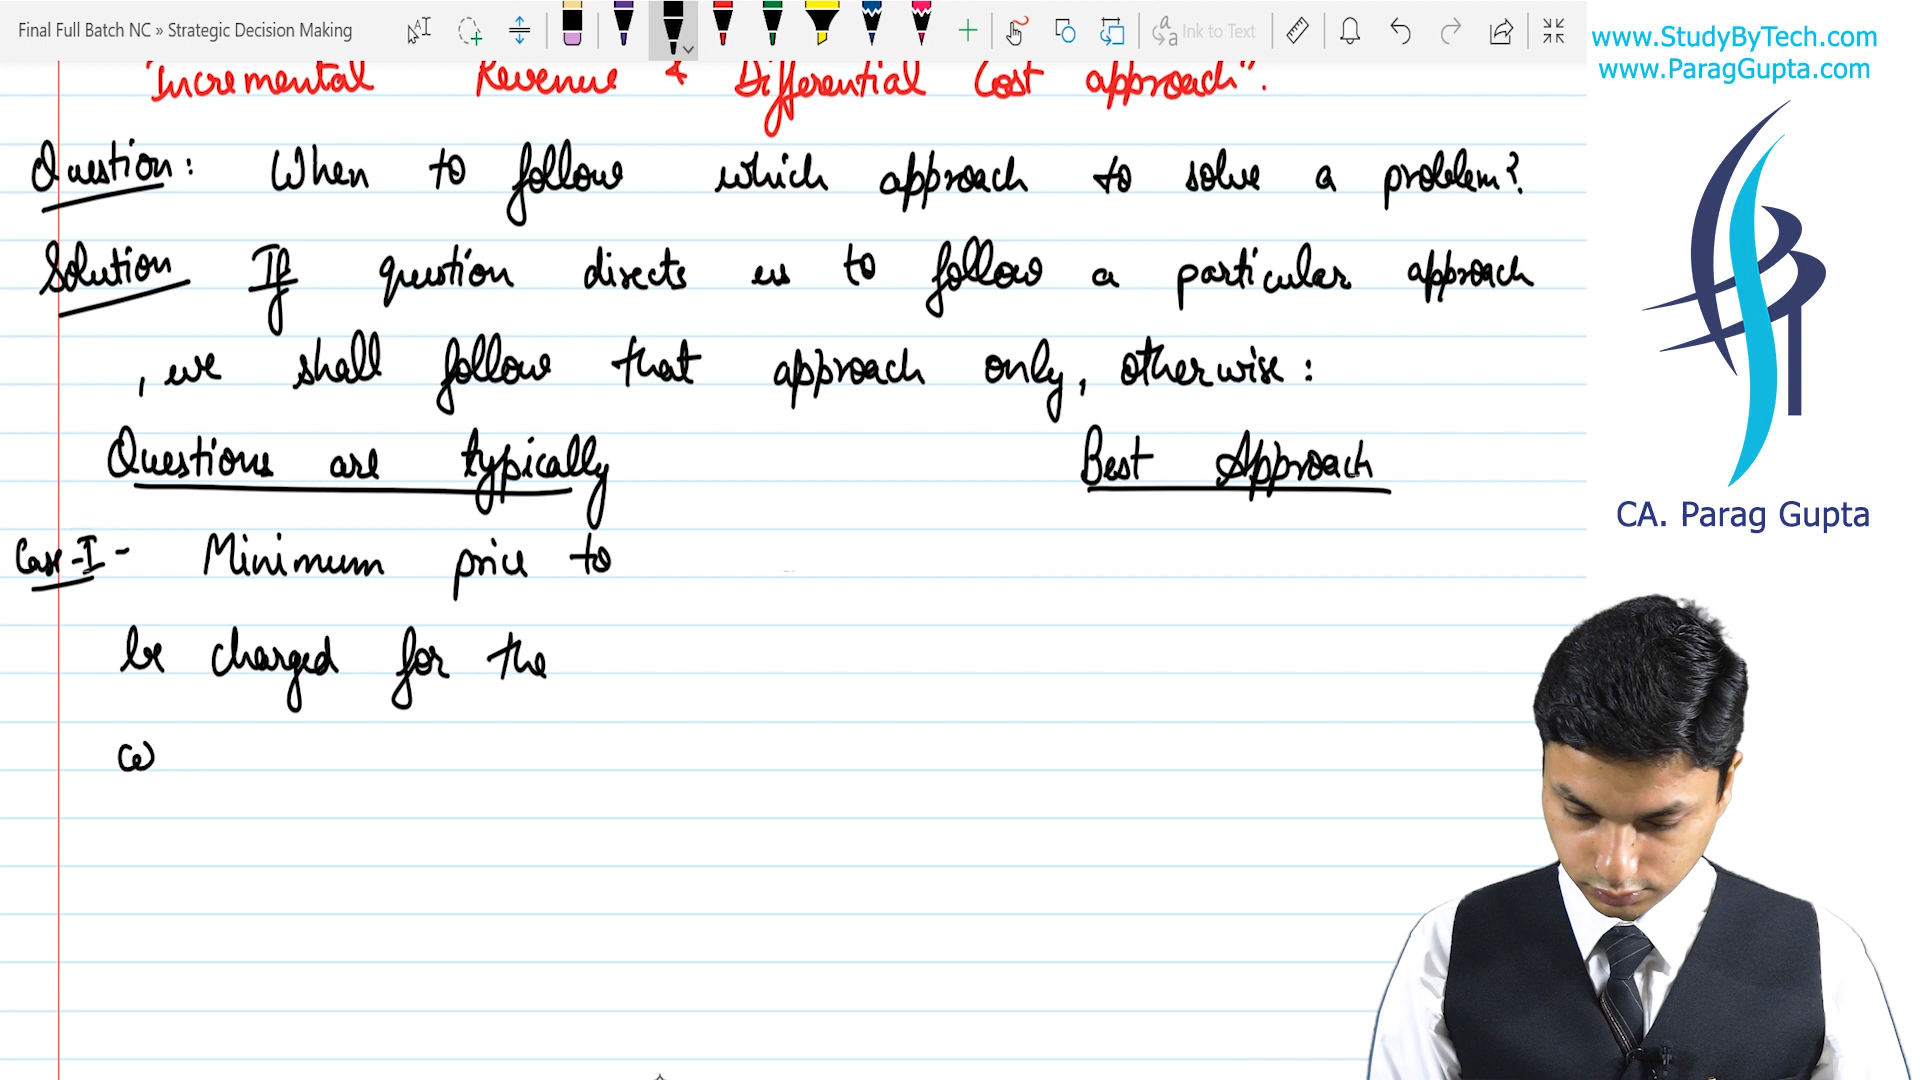 Final Full Batch NC » Strategic Decision Making
Ink to Text
www.StudyByTech.com
www.ParagGupta.com
"Incremental Revenue & Differential Cost approach".
Question: When to follow which approach to solve a problem?
Solution If question directs us to follow a particular approach
, we shall follow that approach only, otherwise:
Questions are typically Best Approach
CA. Parag Gupta
Case-I - Minimum price to
be charged for the